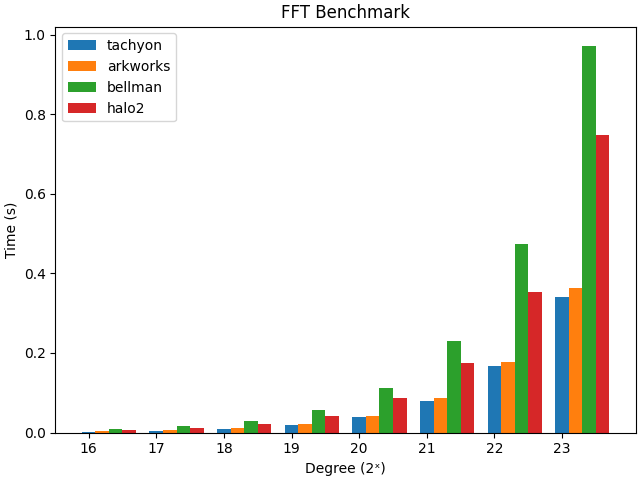 FFT Benchmark
tachyon
arkworks
bellman
halo2
1.0
0.8
0.6
0.4
0.2
0.0
Time (s)
16 17 18 19 20 21 22 23
Degree (2ˣ)